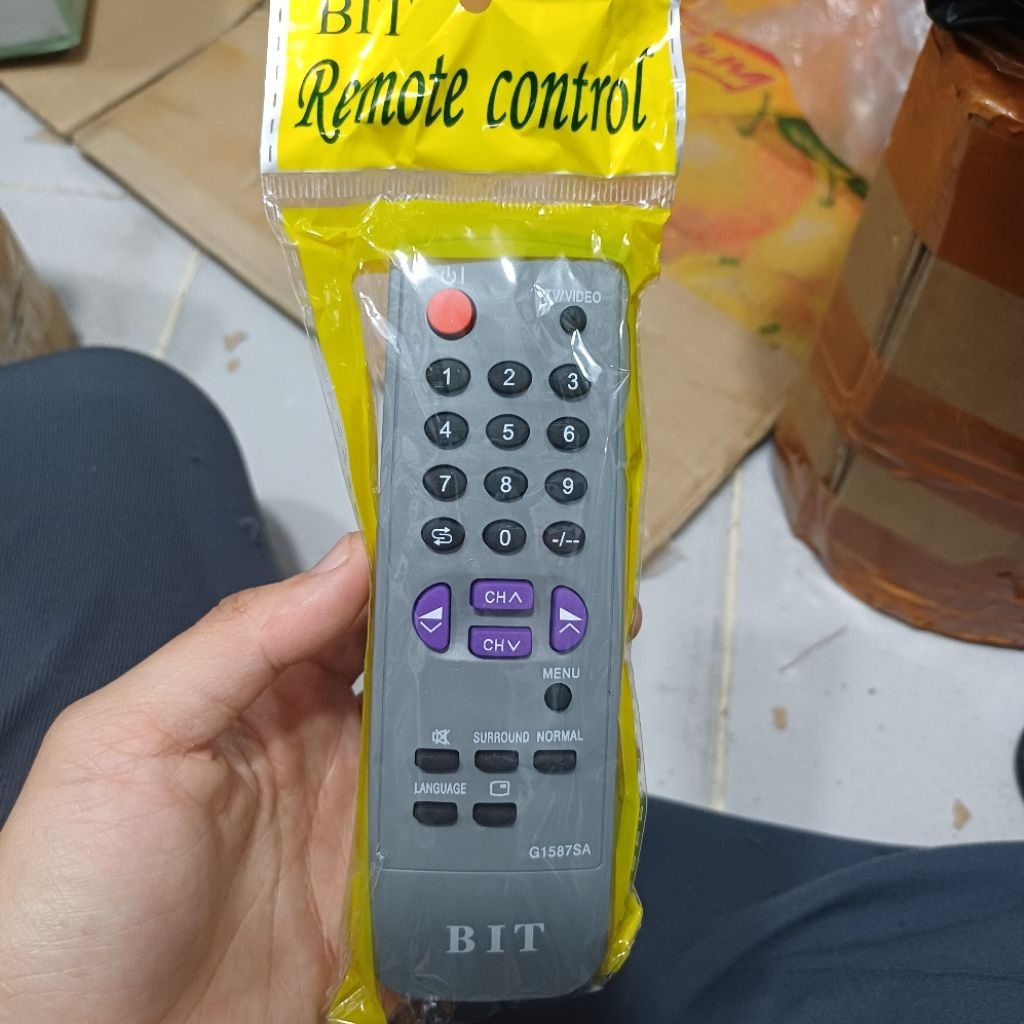 BIT
Remote control
TV/VIDEO
1 2 3
4 5 6
7 8 9
0 -/--
CH
CH
MENU
SURROUND NORMAL
LANGUAGE
G1587SA
BIT